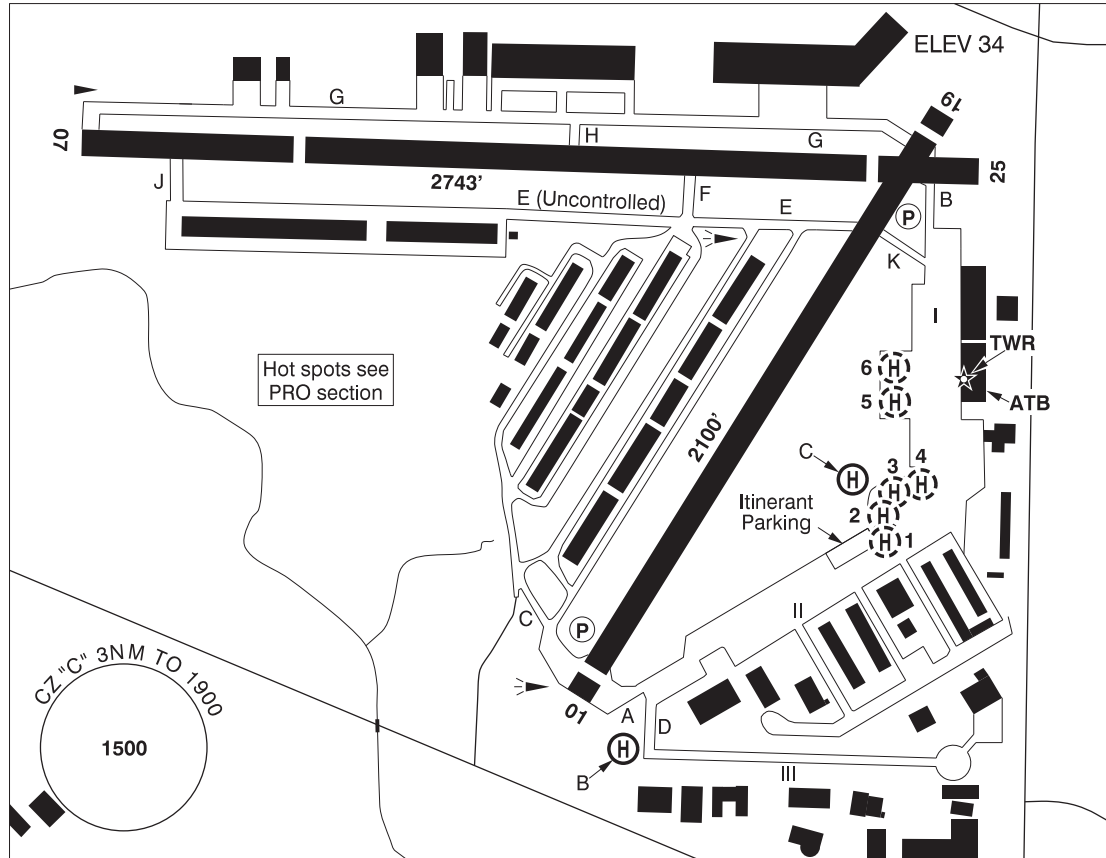 ELEV 34
G
19
H
G
07
25
J
2743'
F
B
E (Uncontrolled)
E
P
K
I
Hot spots see
PRO section
TWR
6
H
5
H
ATB
2100'
C
H
3
4
H
H
Itinerant
Parking
2
H
H
1
C
II
P
CZ "C" 3NM TO 1900
1500
01
A
D
H
B
III